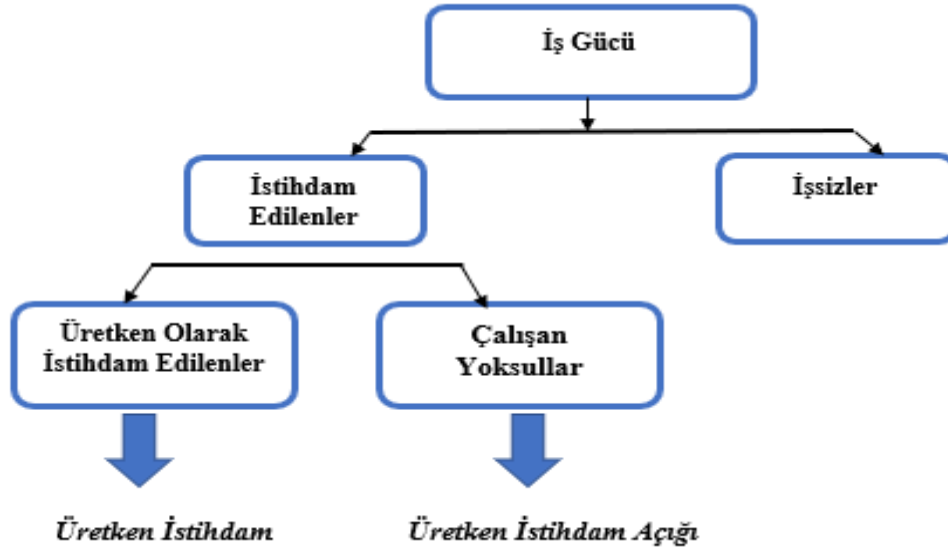 İş Gücü
İstihdam
Edilenler
İşsizler
Üretken Olarak
İstihdam Edilenler
Çalışan
Yoksullar
Üretken İstihdam
Üretken İstihdam Açığı